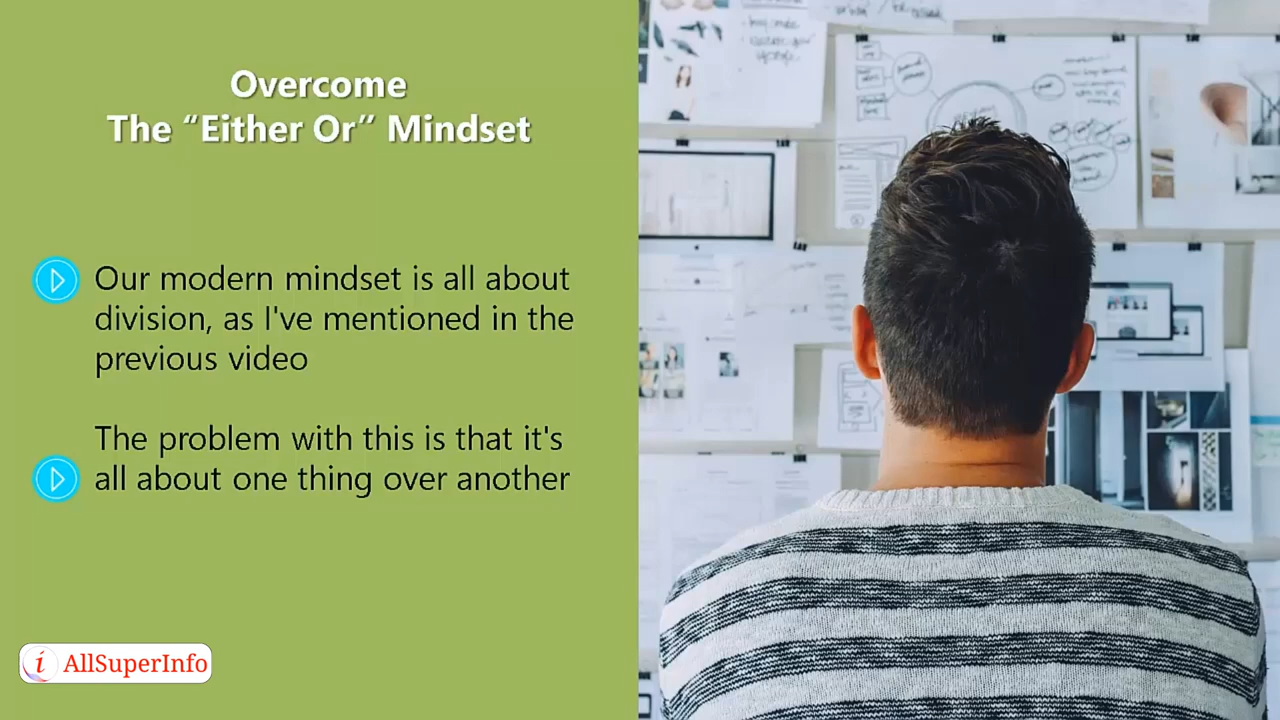 Overcome
The “Either Or” Mindset
Our modern mindset is all about
division, as I've mentioned in the
previous video
The problem with this is that it's
all about one thing over another
i AllSuperInfo